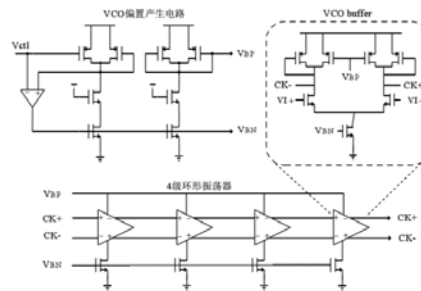 VCO偏置产生电路
VCO buffer
Vctl
VBP
VBP
CK-
CK+
VI+
VI-
VBN
VBN
4级环形振荡器
VBP
CK+
CK+
CK-
CK-
VBN